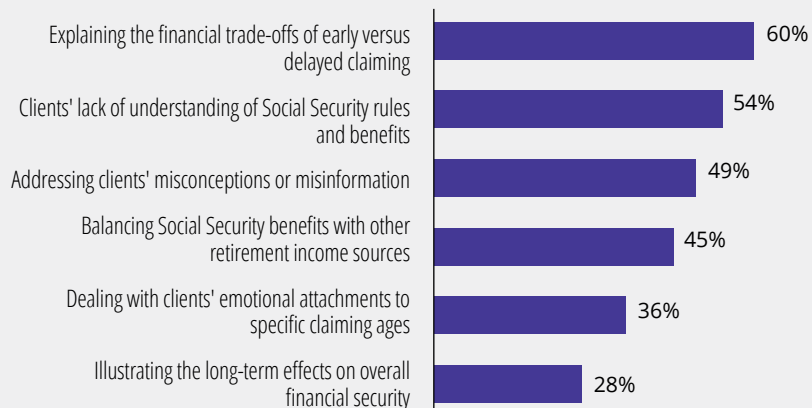 Explaining the financial trade-offs of early versus
delayed claiming
60%
Clients' lack of understanding of Social Security rules
and benefits
54%
Addressing clients' misconceptions or misinformation
49%
Balancing Social Security benefits with other
retirement income sources
45%
Dealing with clients' emotional attachments to
specific claiming ages
36%
Illustrating the long-term effects on overall
financial security
28%